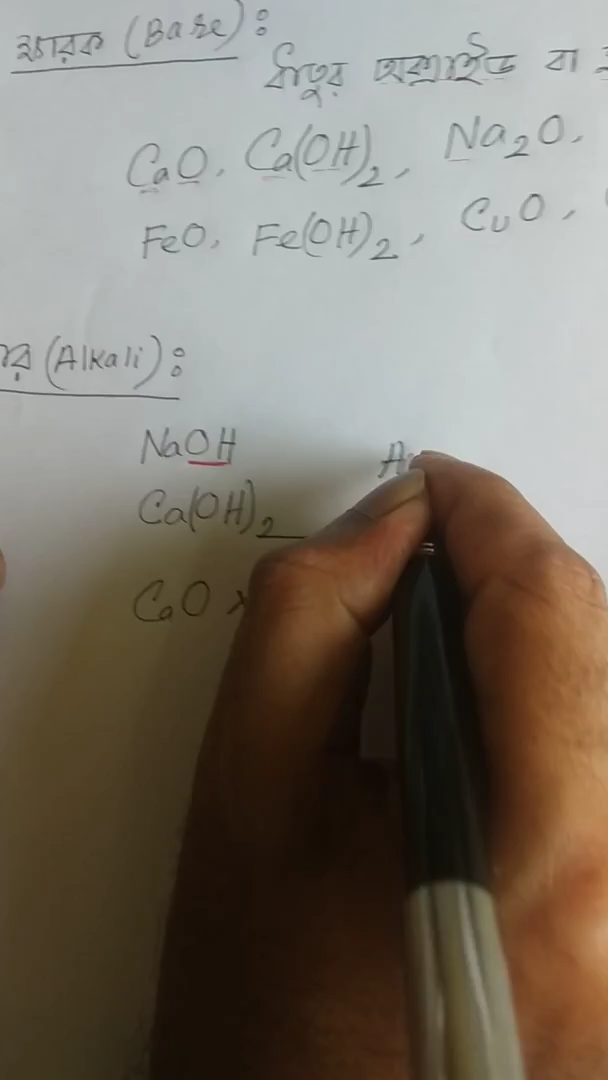 ক্ষারক (Base) :
ধাতুর অক্সাইড বা
CaO, Ca(OH)₂, Na₂O,
FeO, Fe(OH)₂, CuO,
(Alkali) :
NaOH
Ca(OH)₂
CaO ×